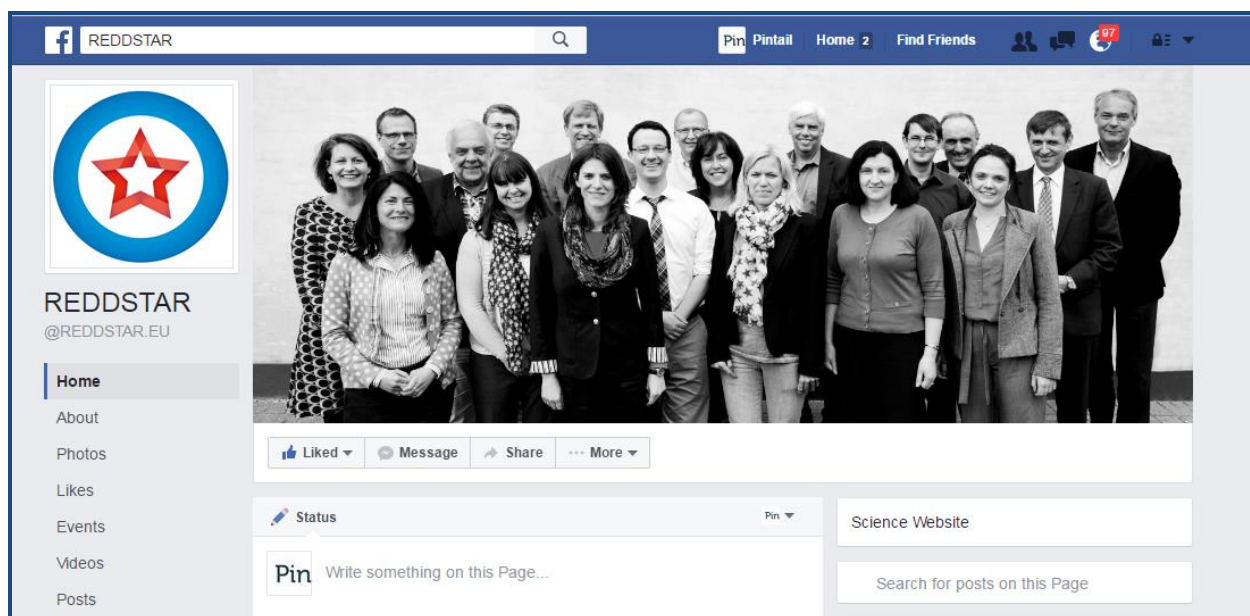 f
REDDSTAR
Pin Pintail Home 2 Find Friends 97
REDDSTAR
@REDDSTAR.EU
Home
About
Photos
Likes
Events
Videos
Posts
Liked Message Share More
Status Pin
Science Website
Pin Write something on this Page...
Search for posts on this Page